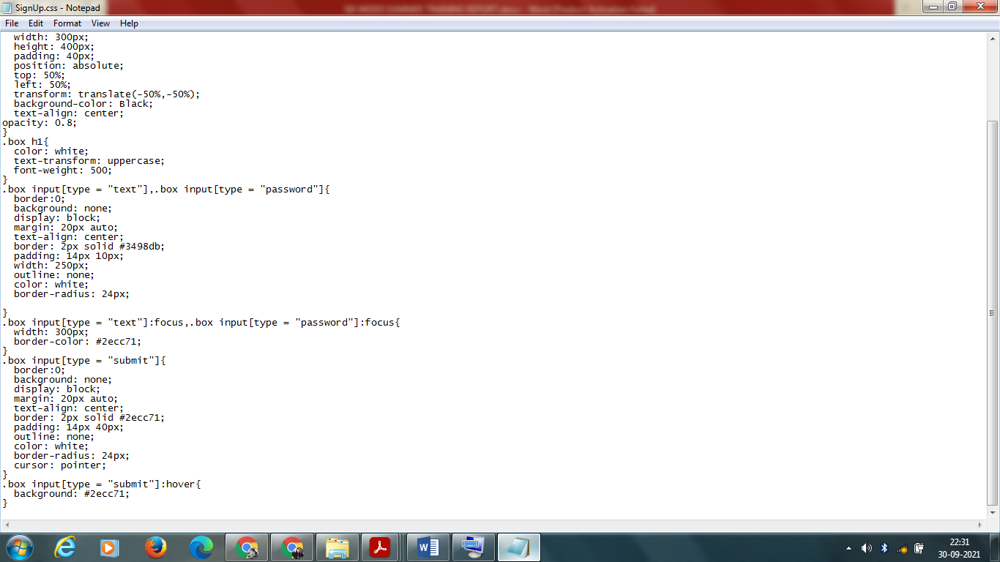 SignUp.css - Notepad
File Edit Format View Help
  width: 300px;
  height: 400px;
  padding: 40px;
  position: absolute;
  top: 50%;
  left: 50%;
  transform: translate(-50%,-50%);
  background-color: Black;
  text-align: center;
opacity: 0.8;
}
.box h1{
  color: white;
  text-transform: uppercase;
  font-weight: 500;
}
.box input[type = "text"],.box input[type = "password"]{
  border:0;
  background: none;
  display: block;
  margin: 20px auto;
  text-align: center;
  border: 2px solid #3498db;
  padding: 14px 10px;
  width: 250px;
  outline: none;
  color: white;
  border-radius: 24px;

}
.box input[type = "text"]:focus,.box input[type = "password"]:focus{
  width: 300px;
  border-color: #2ecc71;
}
.box input[type = "submit"]{
  border:0;
  background: none;
  display: block;
  margin: 20px auto;
  text-align: center;
  border: 2px solid #2ecc71;
  padding: 14px 40px;
  outline: none;
  color: white;
  border-radius: 24px;
  cursor: pointer;
}
.box input[type = "submit"]:hover{
  background: #2ecc71;
}
22:31
30-09-2021